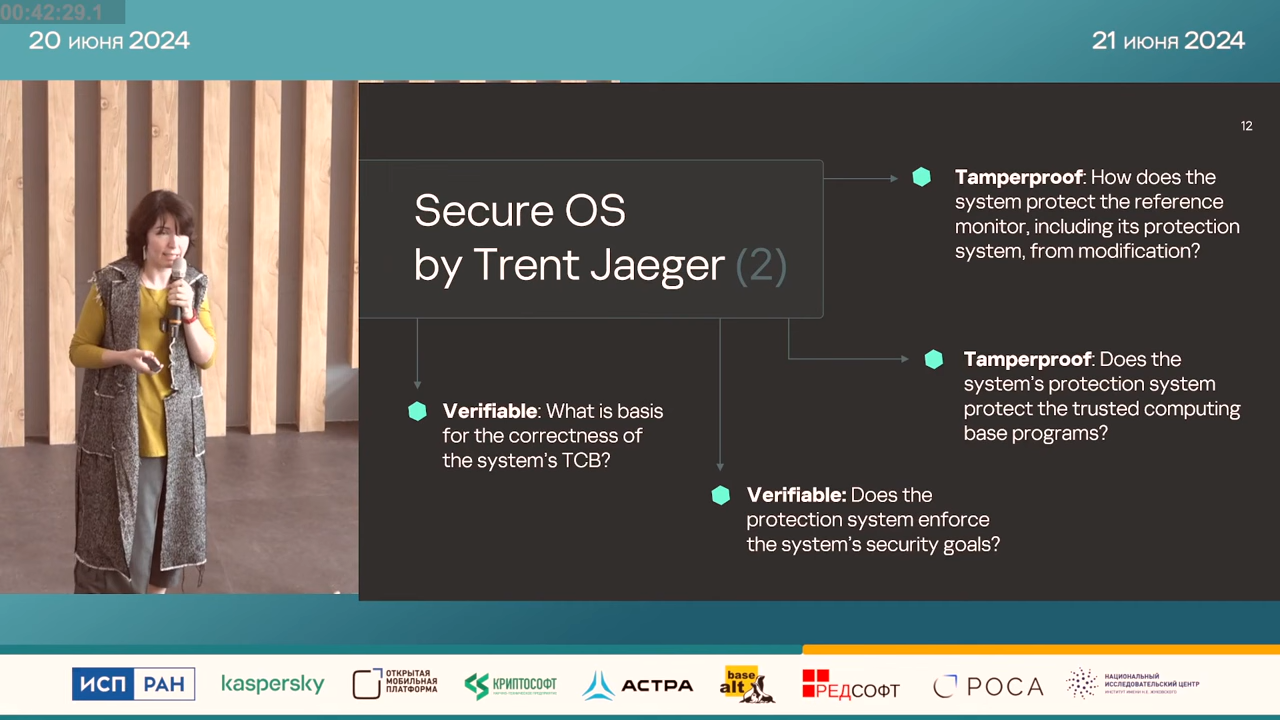 00:42:29.1
20 июня 2024
21 июня 2024
12
Secure OS
by Trent Jaeger (2)
Tamperproof: How does the
system protect the reference
monitor, including its protection
system, from modification?
Tamperproof: Does the
system’s protection system
protect the trusted computing
base programs?
Verifiable: What is basis
for the correctness of
the system’s TCB?
Verifiable: Does the
protection system enforce
the system’s security goals?
ИСП РАН
kaspersky
ОТКРЫТАЯ
МОБИЛЬНАЯ
ПЛАТФОРМА
КРИПТОСОФТ
АСТРА
base
alt
РЕДСОФТ
РОСА
НАЦИОНАЛЬНЫЙ
ИССЛЕДОВАТЕЛЬСКИЙ ЦЕНТР